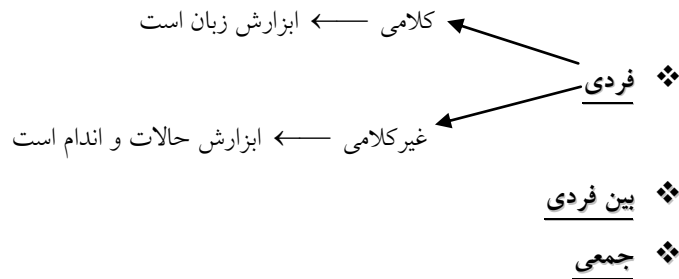 کلامی ⟵ ابزارش زبان است
❖ فردی
غیرکلامی ⟵ ابزارش حالات و اندام است
❖ بین فردی
❖ جمعی